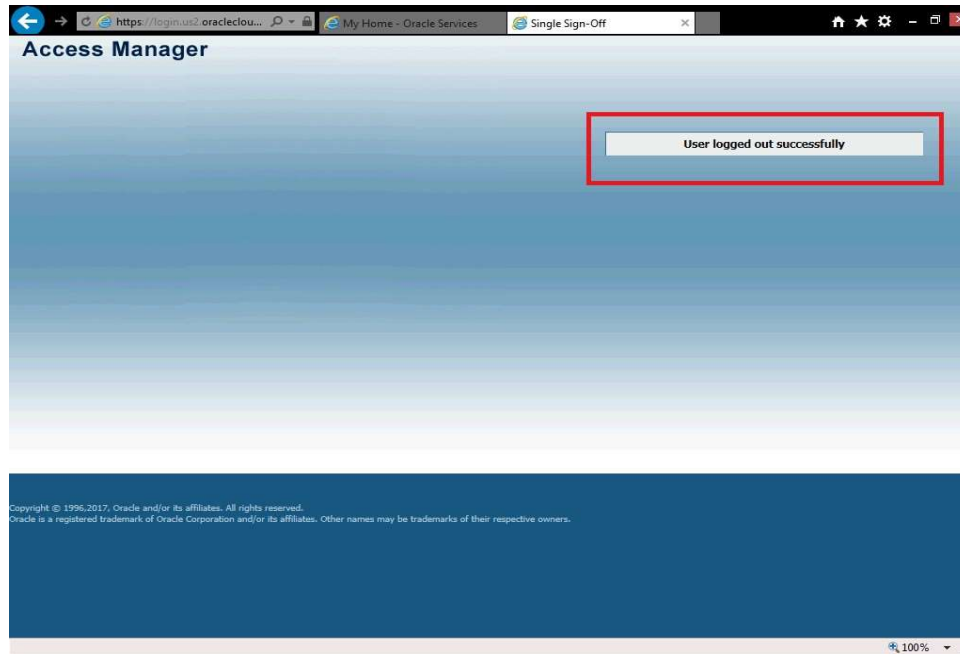 https://login.us2.oracleclou...
My Home - Oracle Services
Single Sign-Off
Access Manager
User logged out successfully
Copyright © 1996,2017, Oracle and/or its affiliates. All rights reserved.
Oracle is a registered trademark of Oracle Corporation and/or its affiliates. Other names may be trademarks of their respective owners.
100%